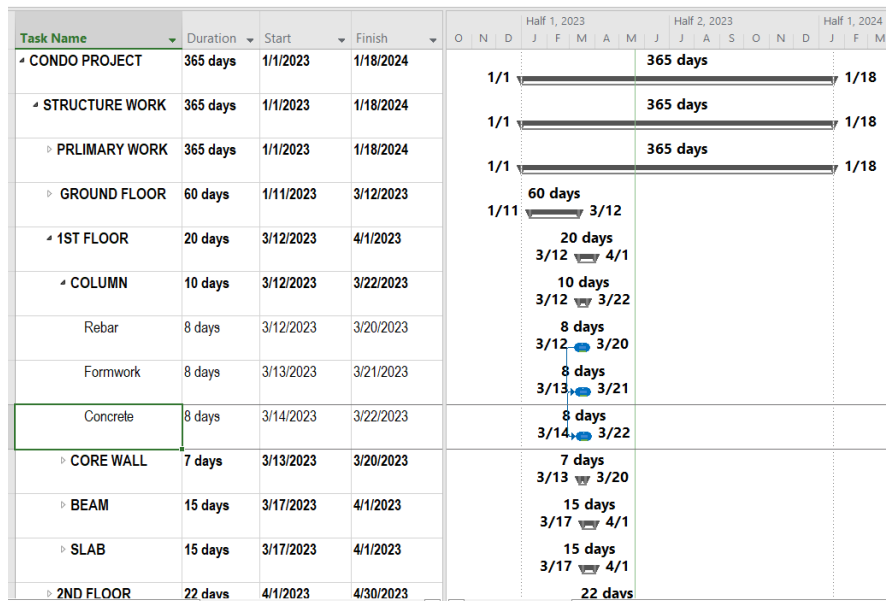 Half 1, 2023 Half 2, 2023 Half 1, 2024
Task Name Duration Start Finish O N D J F M A M J J A S O N D J F M
CONDO PROJECT 365 days 1/1/2023 1/18/2024 365 days
1/1 1/18
STRUCTURE WORK 365 days 1/1/2023 1/18/2024 365 days
1/1 1/18
PRLIMARY WORK 365 days 1/1/2023 1/18/2024 365 days
1/1 1/18
GROUND FLOOR 60 days 1/11/2023 3/12/2023 60 days
1/11 3/12
1ST FLOOR 20 days 3/12/2023 4/1/2023 20 days
3/12 4/1
COLUMN 10 days 3/12/2023 3/22/2023 10 days
3/12 3/22
Rebar 8 days 3/12/2023 3/20/2023 8 days
3/12 3/20
Formwork 8 days 3/13/2023 3/21/2023 8 days
3/13 3/21
Concrete 8 days 3/14/2023 3/22/2023 8 days
3/14 3/22
CORE WALL 7 days 3/13/2023 3/20/2023 7 days
3/13 3/20
BEAM 15 days 3/17/2023 4/1/2023 15 days
3/17 4/1
SLAB 15 days 3/17/2023 4/1/2023 15 days
3/17 4/1
2ND FLOOR 22 days 4/1/2023 4/30/2023 22 days